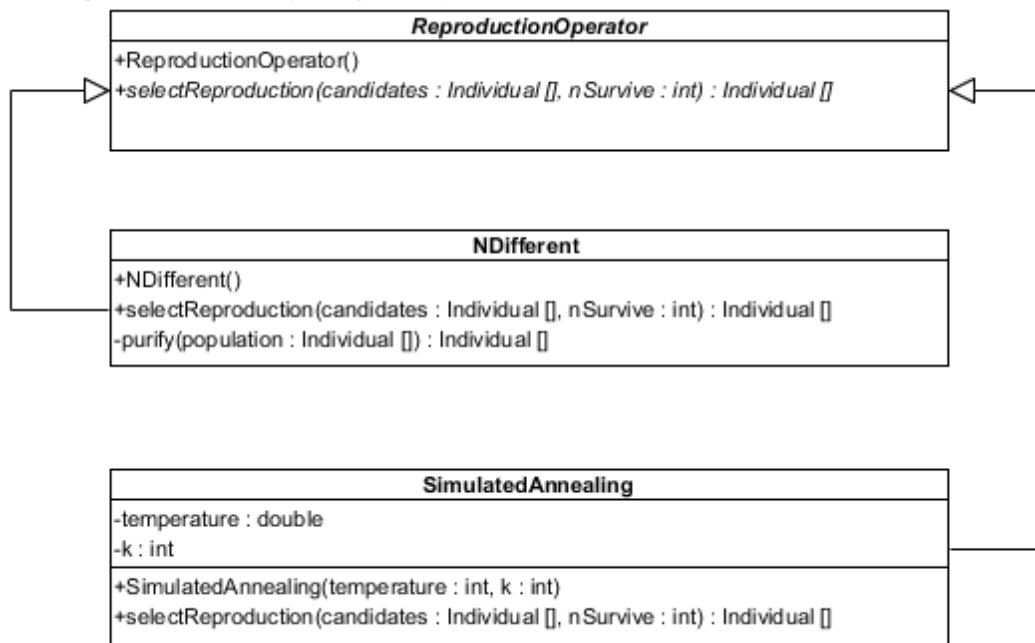 ReproductionOperator
+ReproductionOperator()
+selectReproduction(candidates : Individual [], nSurvive : int) : Individual []
NDifferent
+NDifferent()
+selectReproduction(candidates : Individual [], nSurvive : int) : Individual []
-purify(population : Individual []) : Individual []
SimulatedAnnealing
-temperature : double
-k : int
+SimulatedAnnealing(temperature : int, k : int)
+selectReproduction(candidates : Individual [], nSurvive : int) : Individual []